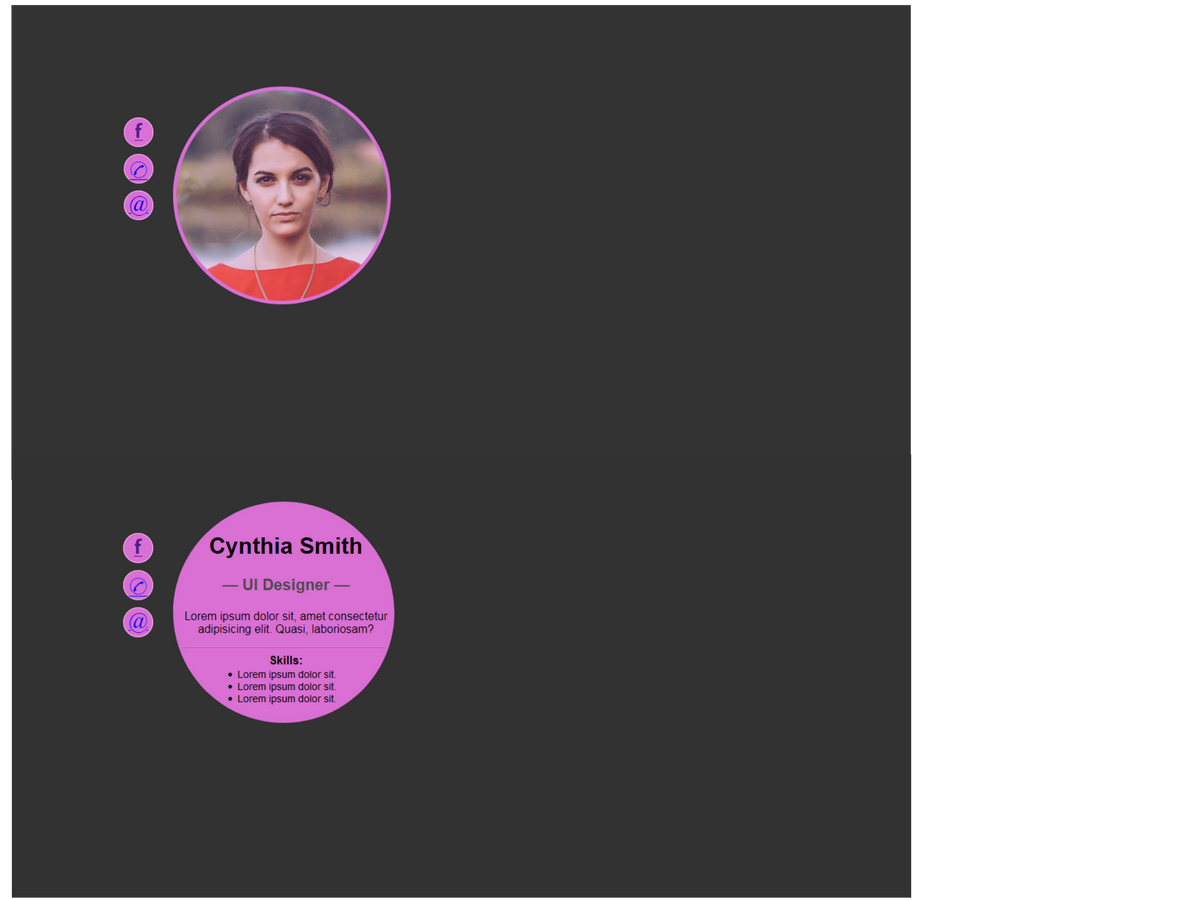 f
✆
@
f
✆
@
Cynthia Smith
— UI Designer —
Lorem ipsum dolor sit, amet consectetur
adipisicing elit. Quasi, laboriosam?
Skills:
• Lorem ipsum dolor sit.
• Lorem ipsum dolor sit.
• Lorem ipsum dolor sit.